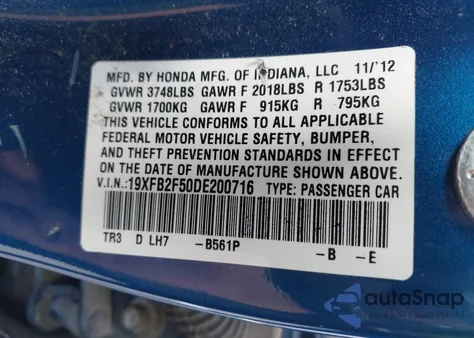 MFD. BY HONDA MFG. OF INDIANA, LLC 11/'12
GVWR 3748LBS GAWR F 2018LBS R 1753LBS
GVWR 1700KG GAWR F 915KG R 795KG
THIS VEHICLE CONFORMS TO ALL APPLICABLE
FEDERAL MOTOR VEHICLE SAFETY, BUMPER,
AND THEFT PREVENTION STANDARDS IN EFFECT
ON THE DATE OF MANUFACTURE SHOWN ABOVE.
V.I.N.:19XFB2F50DE200716 TYPE: PASSENGER CAR
TR3 D LH7 -B561P -B -E
autoSnap